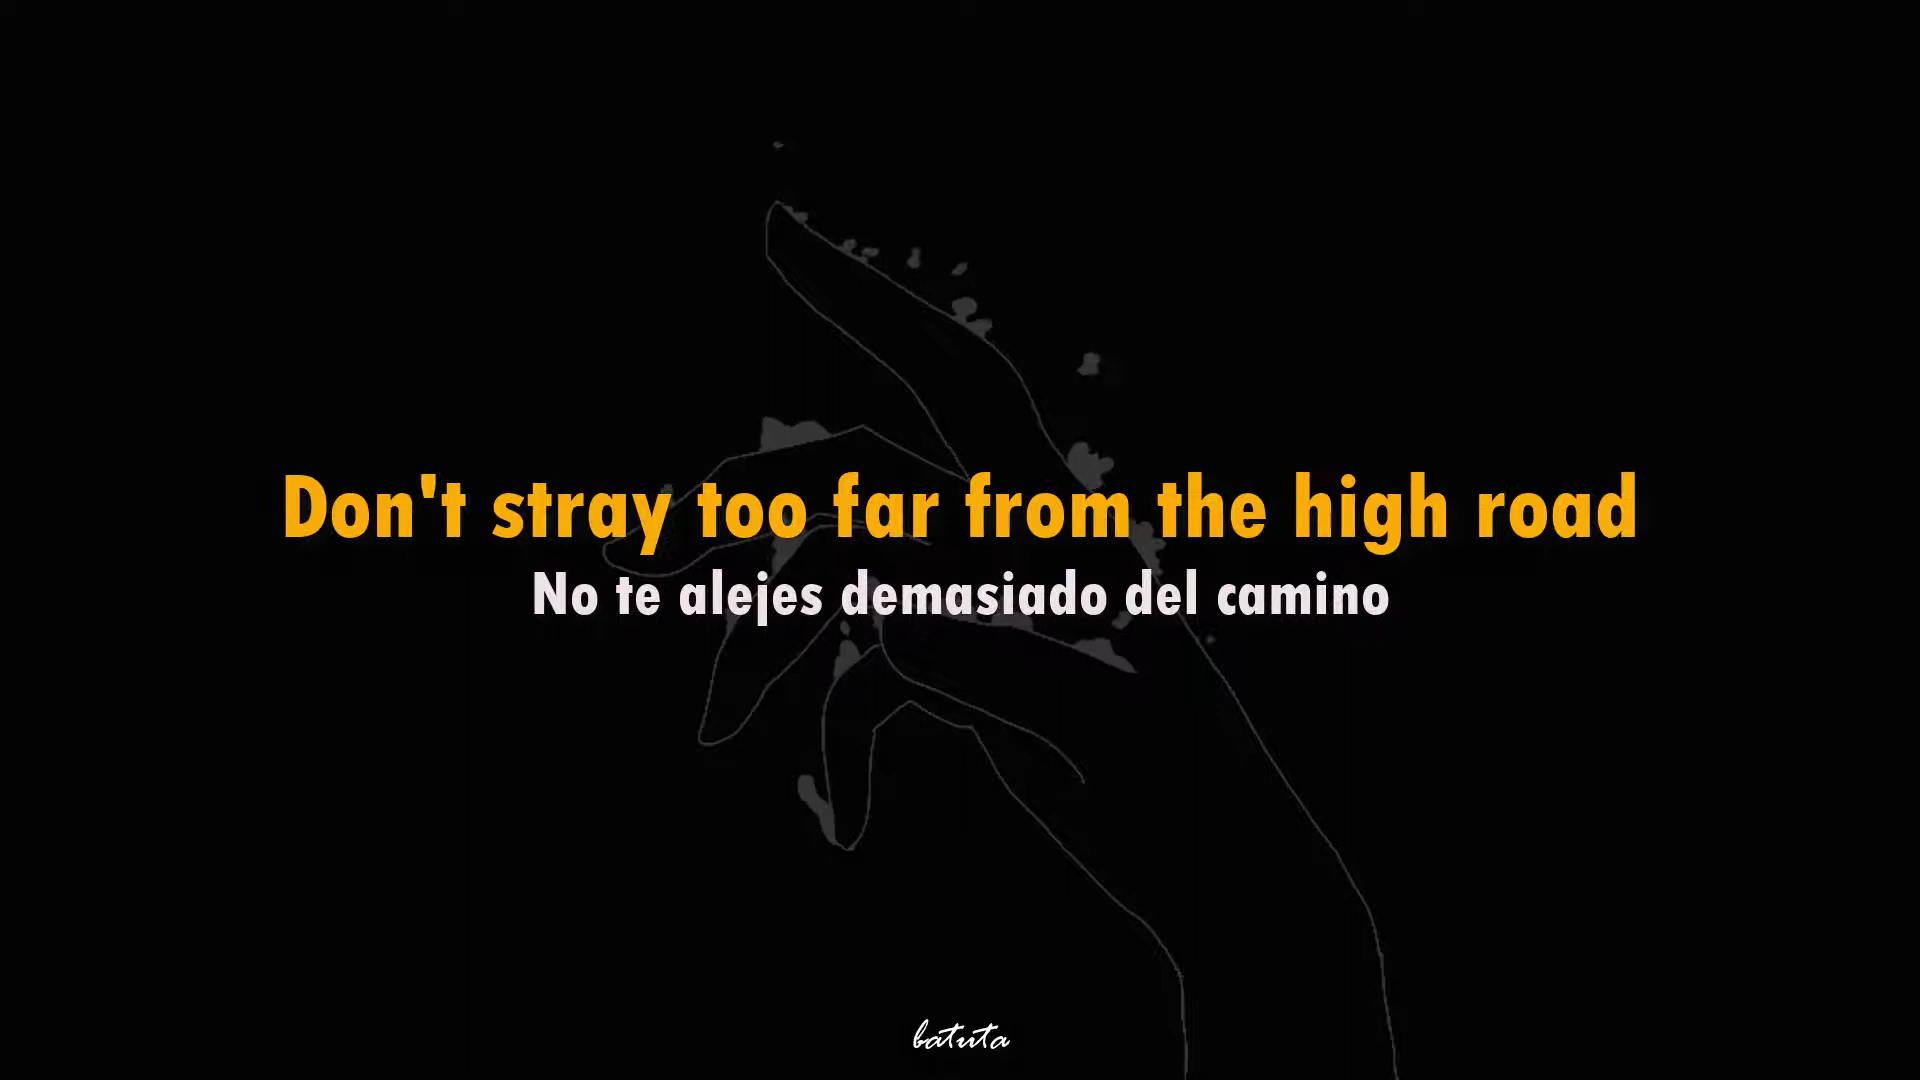 Don't stray too far from the high road
No te alejes demasiado del camino
batuta